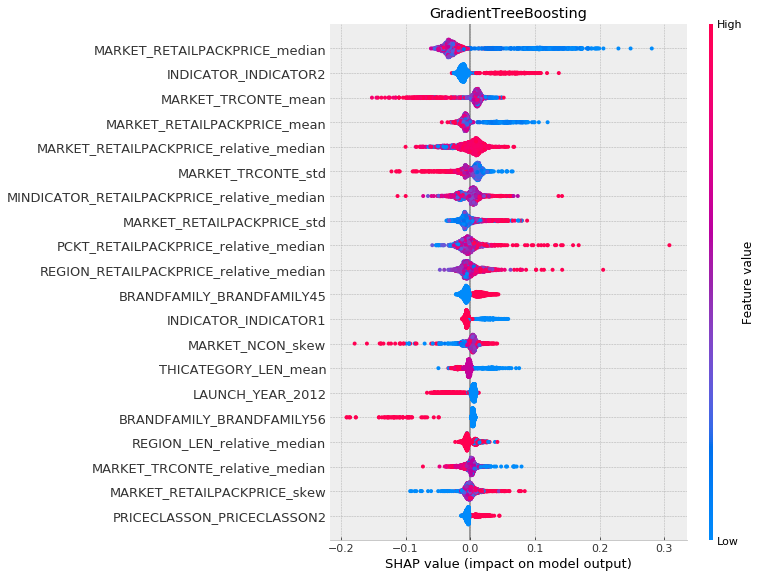 GradientTreeBoosting
High
MARKET_RETAILPACKPRICE_median
INDICATOR_INDICATOR2
MARKET_TRCONTE_mean
MARKET_RETAILPACKPRICE_mean
MARKET_RETAILPACKPRICE_relative_median
MARKET_TRCONTE_std
MINDICATOR_RETAILPACKPRICE_relative_median
MARKET_RETAILPACKPRICE_std
PCKT_RETAILPACKPRICE_relative_median
REGION_RETAILPACKPRICE_relative_median
BRANDFAMILY_BRANDFAMILY45
INDICATOR_INDICATOR1
MARKET_NCON_skew
THICATEGORY_LEN_mean
LAUNCH_YEAR_2012
BRANDFAMILY_BRANDFAMILY56
REGION_LEN_relative_median
MARKET_TRCONTE_relative_median
MARKET_RETAILPACKPRICE_skew
PRICECLASSON_PRICECLASSON2
Feature value
Low
−0.2 −0.1 0.0 0.1 0.2 0.3
SHAP value (impact on model output)